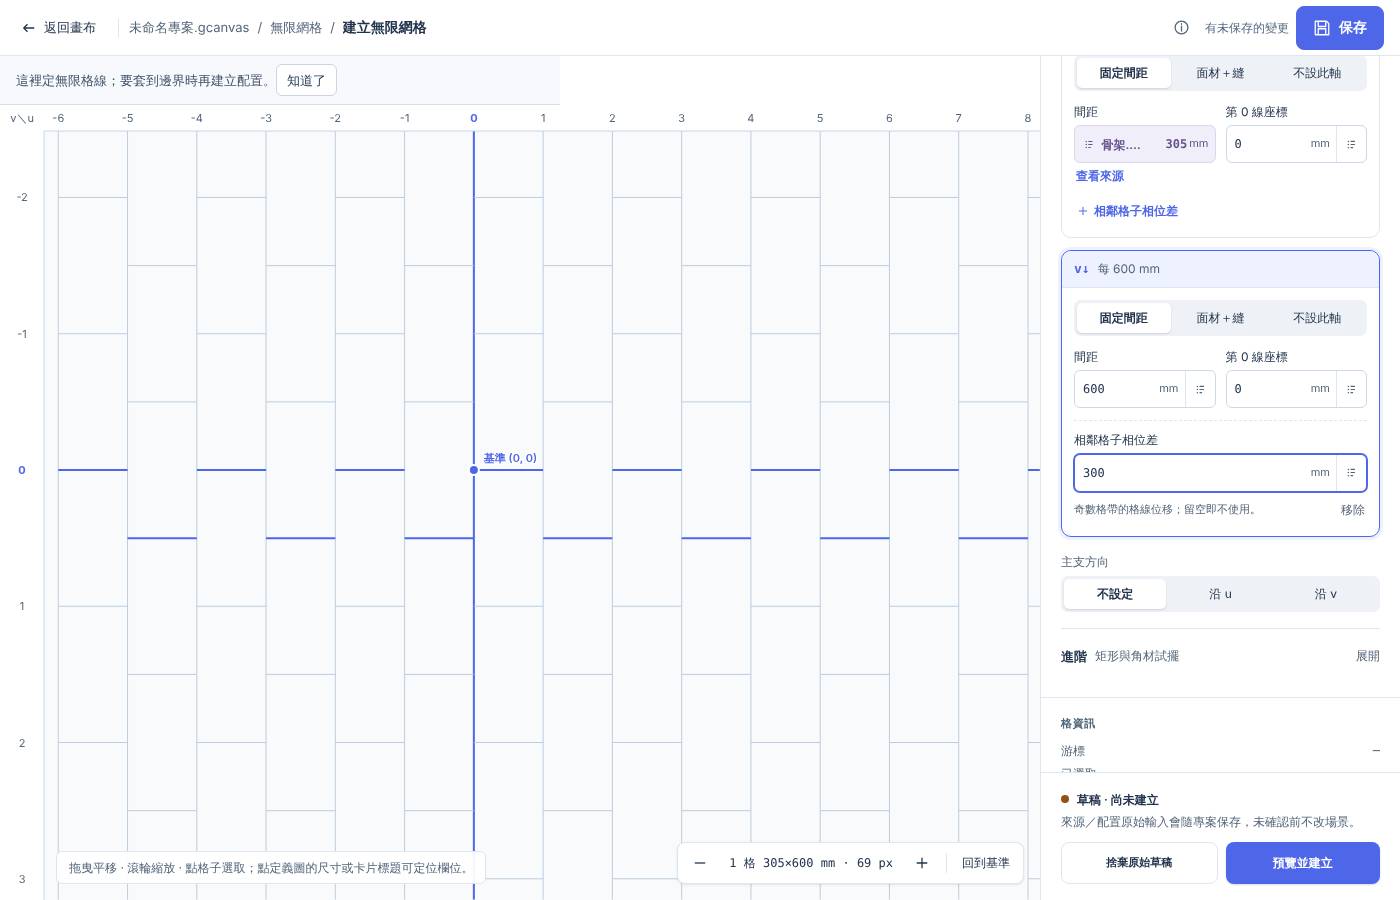 返回畫布
未命名專案.gcanvas / 無限網格 / 建立無限網格
有未保存的變更
保存
這裡定無限格線；要套到邊界時再建立配置。 知道了
v＼u -6 -5 -4 -3 -2 -1 0 1 2 3 4 5 6 7 8
-2
-1
0
基準 (0, 0)
1
2
3
拖曳平移 · 滾輪縮放 · 點格子選取；點定義圖的尺寸或卡片標題可定位欄位。
1 格 305×600 mm · 69 px
回到基準
固定間距 面材＋縫 不設此軸
間距 第 0 線座標
骨架.… 305 mm 0 mm
查看來源
+ 相鄰格子相位差
v↓ 每 600 mm
固定間距 面材＋縫 不設此軸
間距 第 0 線座標
600 mm 0 mm
相鄰格子相位差
300 mm
奇數格帶的格線位移；留空即不使用。 移除
主支方向
不設定 沿 u 沿 v
進階 矩形與角材試擺 展開
格資訊
游標 –
已選取
草稿 · 尚未建立
來源／配置原始輸入會隨專案保存，未確認前不改場景。
捨棄原始草稿 預覽並建立